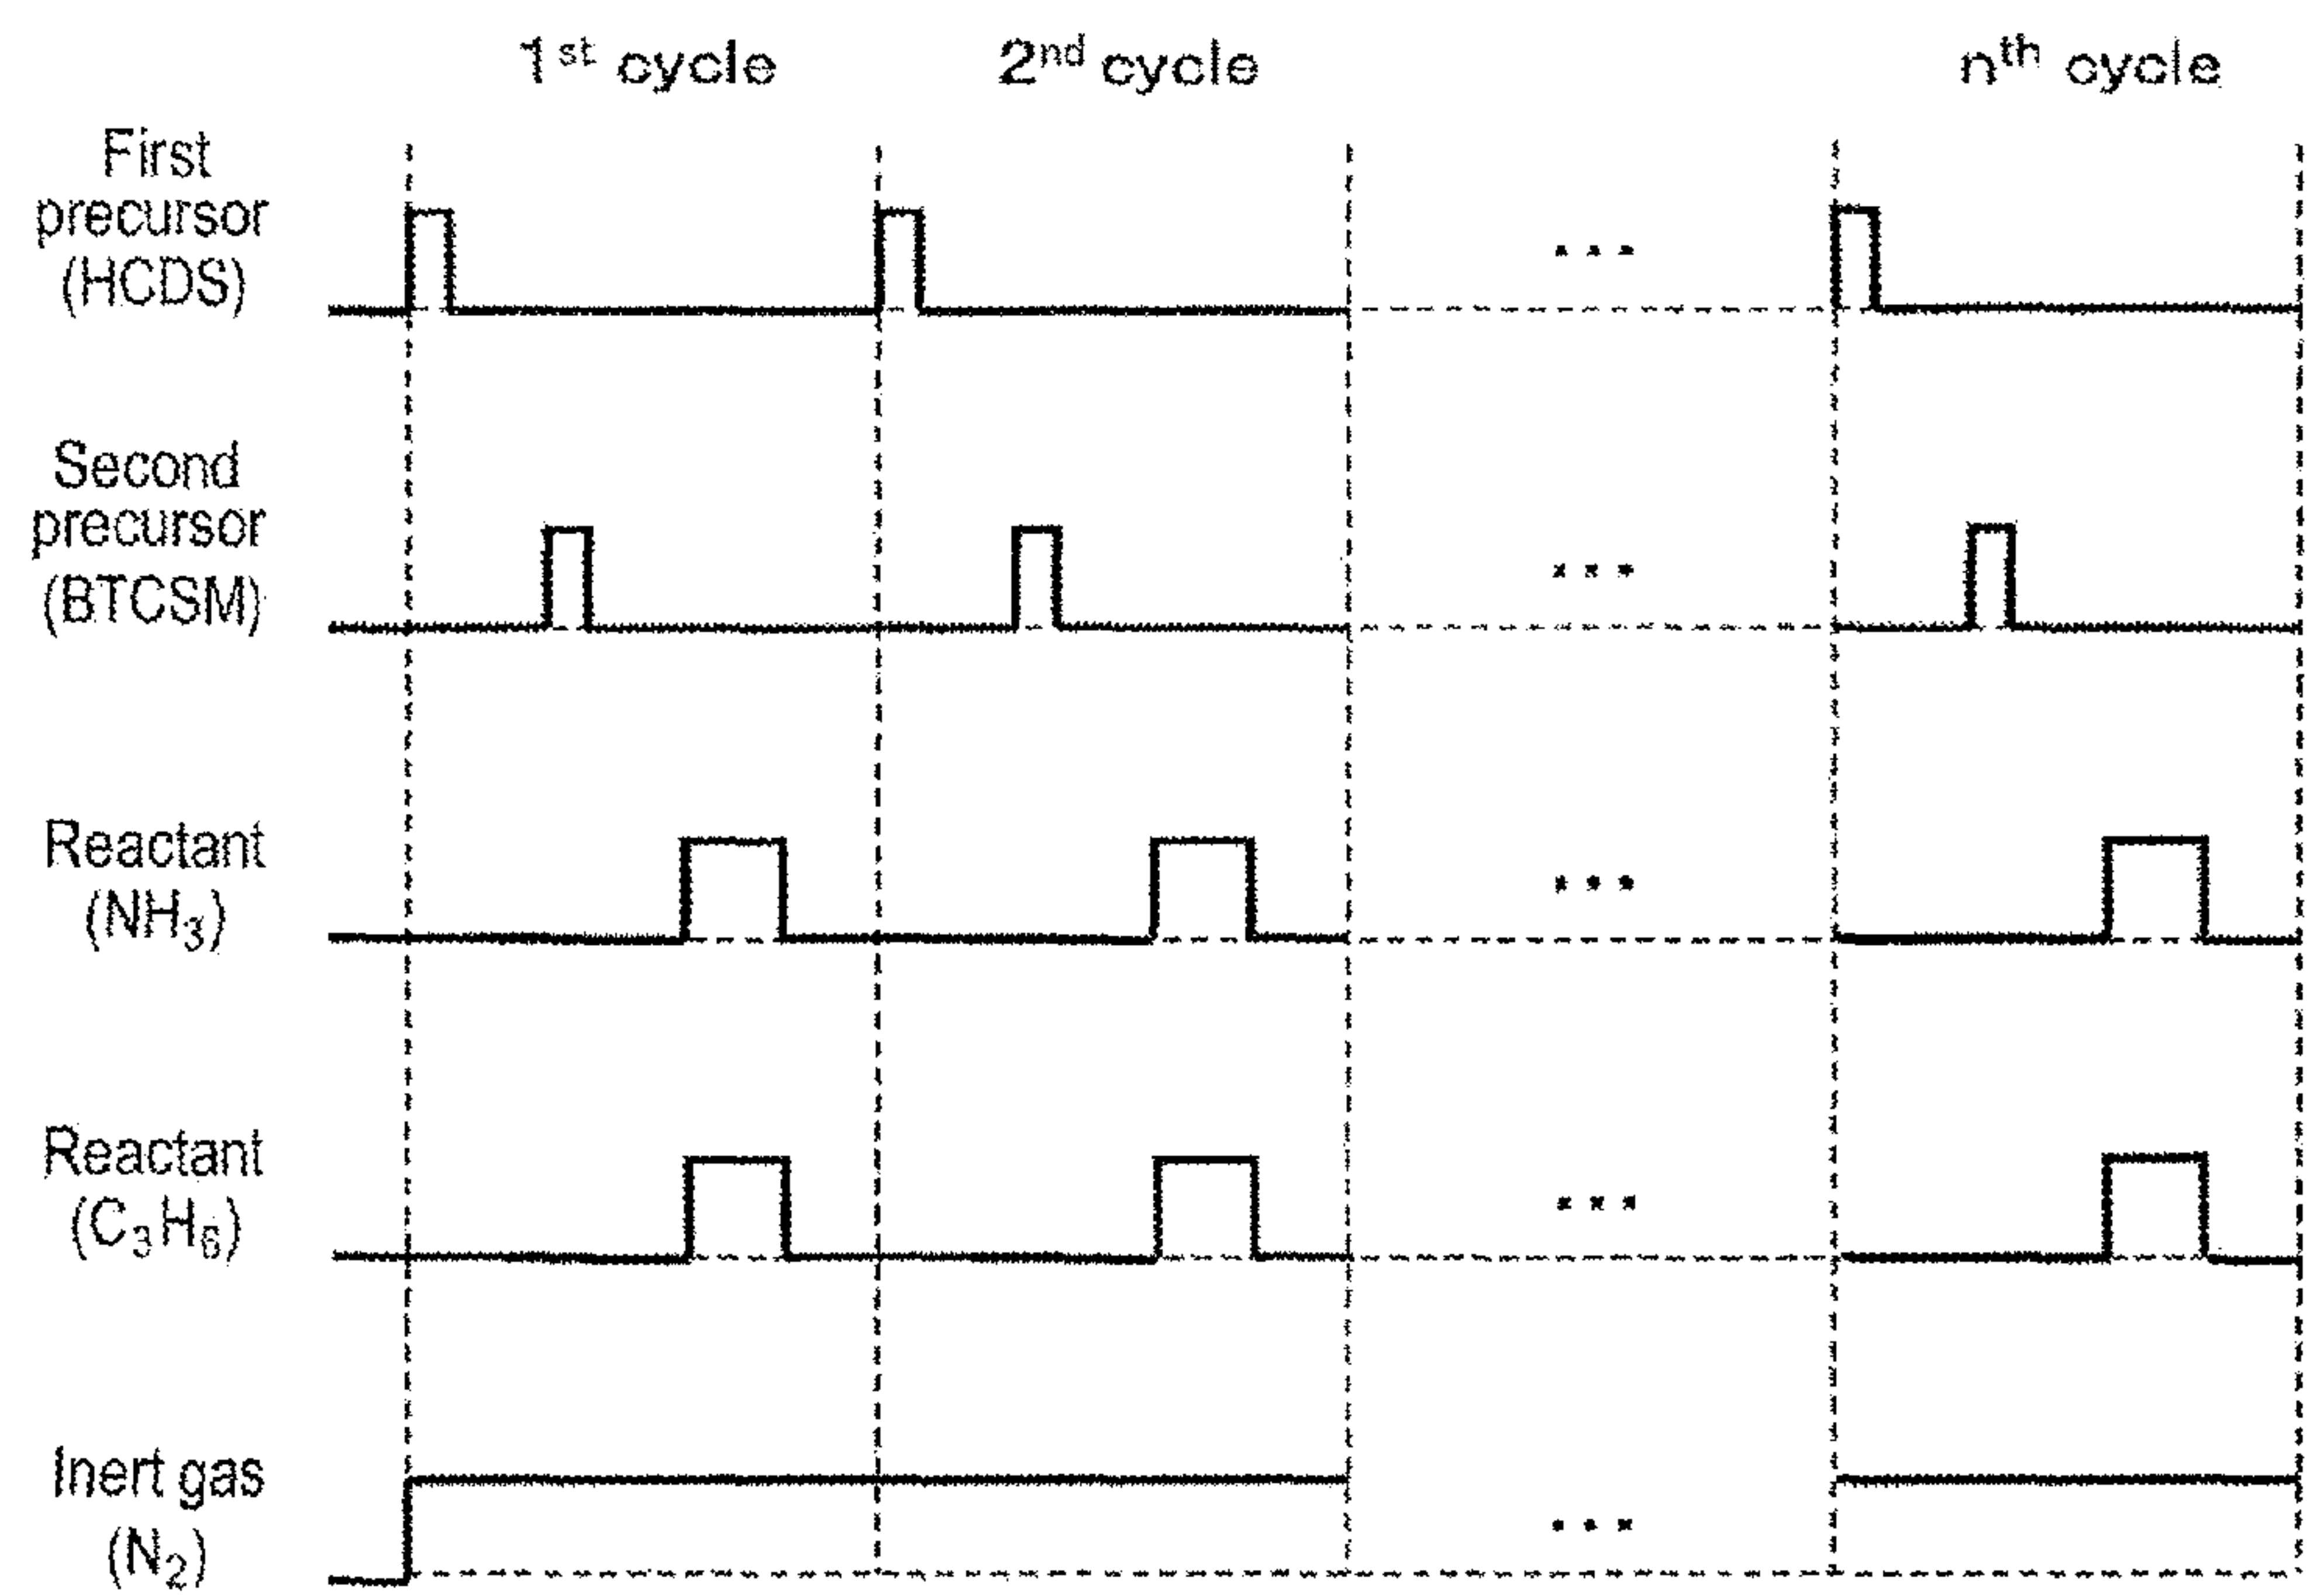 1st cycle 2nd cycle nth cycle
First
precursor
(HCDS)
Second
precursor
(BTCSM)
Reactant
(NH3)
Reactant
(C3H6)
Inert gas
(N2)